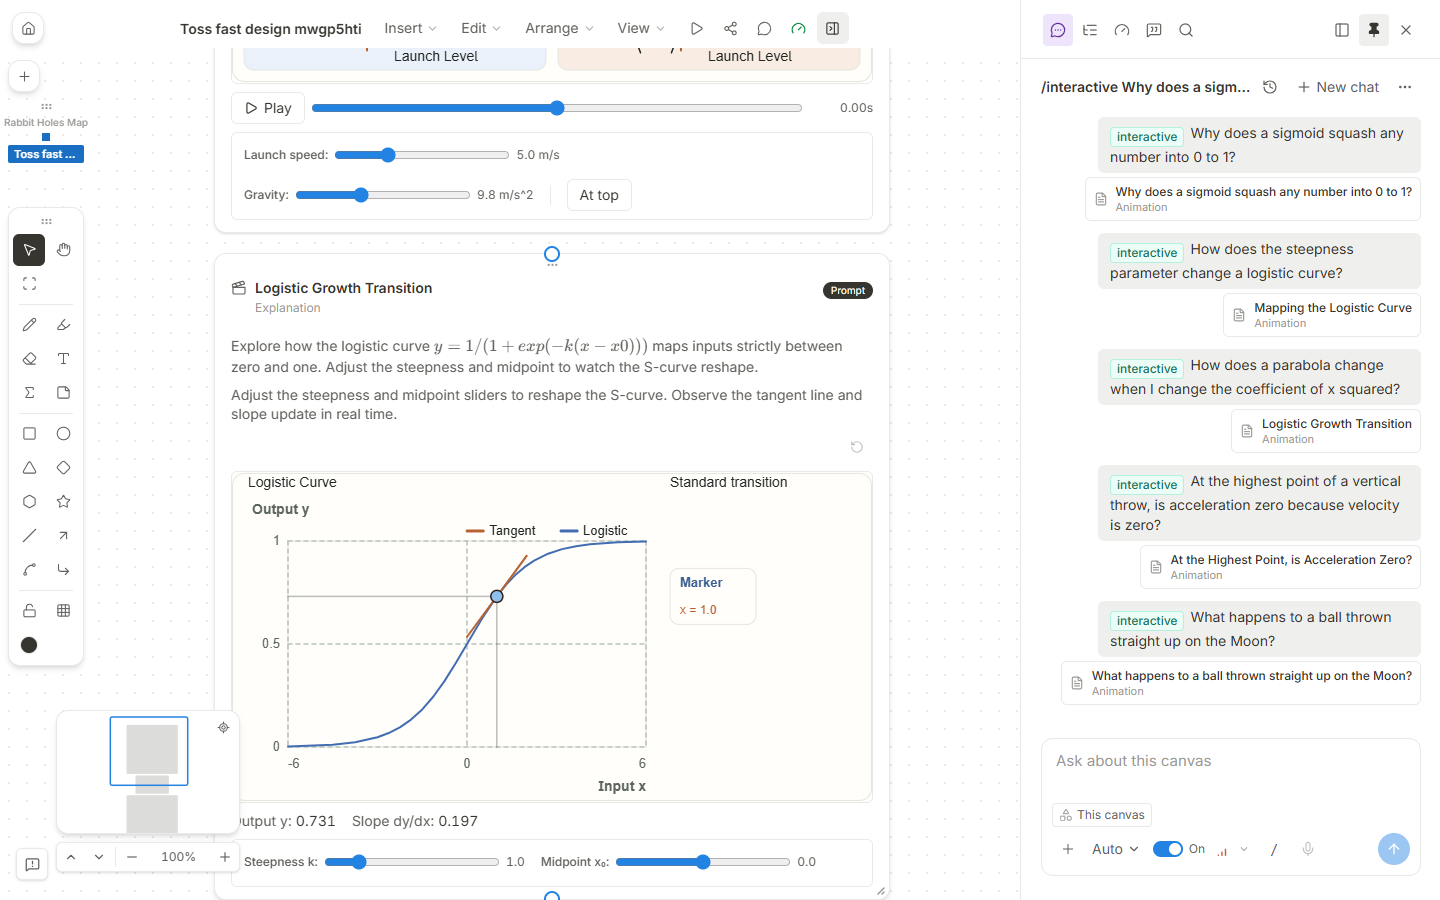 Toss fast design mwgp5hti
Insert
Edit
Arrange
View
Rabbit Holes Map
Toss fast ...
Launch Level
Launch Level
Play
0.00s
Launch speed:
5.0 m/s
Gravity:
9.8 m/s^2
At top
Logistic Growth Transition
Explanation
Prompt
Explore how the logistic curve y = 1/(1 + exp(−k(x − x0))) maps inputs strictly between
zero and one. Adjust the steepness and midpoint to watch the S-curve reshape.
Adjust the steepness and midpoint sliders to reshape the S-curve. Observe the tangent line and
slope update in real time.
Logistic Curve
Standard transition
Output y
Tangent
Logistic
1
0.5
0
-6
0
6
Input x
Marker
x = 1.0
utput y: 0.731
Slope dy/dx: 0.197
Steepness k:
1.0
Midpoint x₀:
0.0
100%
/interactive Why does a sigm...
New chat
interactive Why does a sigmoid squash any
number into 0 to 1?
Why does a sigmoid squash any number into 0 to 1?
Animation
interactive How does the steepness
parameter change a logistic curve?
Mapping the Logistic Curve
Animation
interactive How does a parabola change
when I change the coefficient of x squared?
Logistic Growth Transition
Animation
interactive At the highest point of a vertical
throw, is acceleration zero because velocity
is zero?
At the Highest Point, is Acceleration Zero?
Animation
interactive What happens to a ball thrown
straight up on the Moon?
What happens to a ball thrown straight up on the Moon?
Animation
Ask about this canvas
This canvas
Auto
On
/